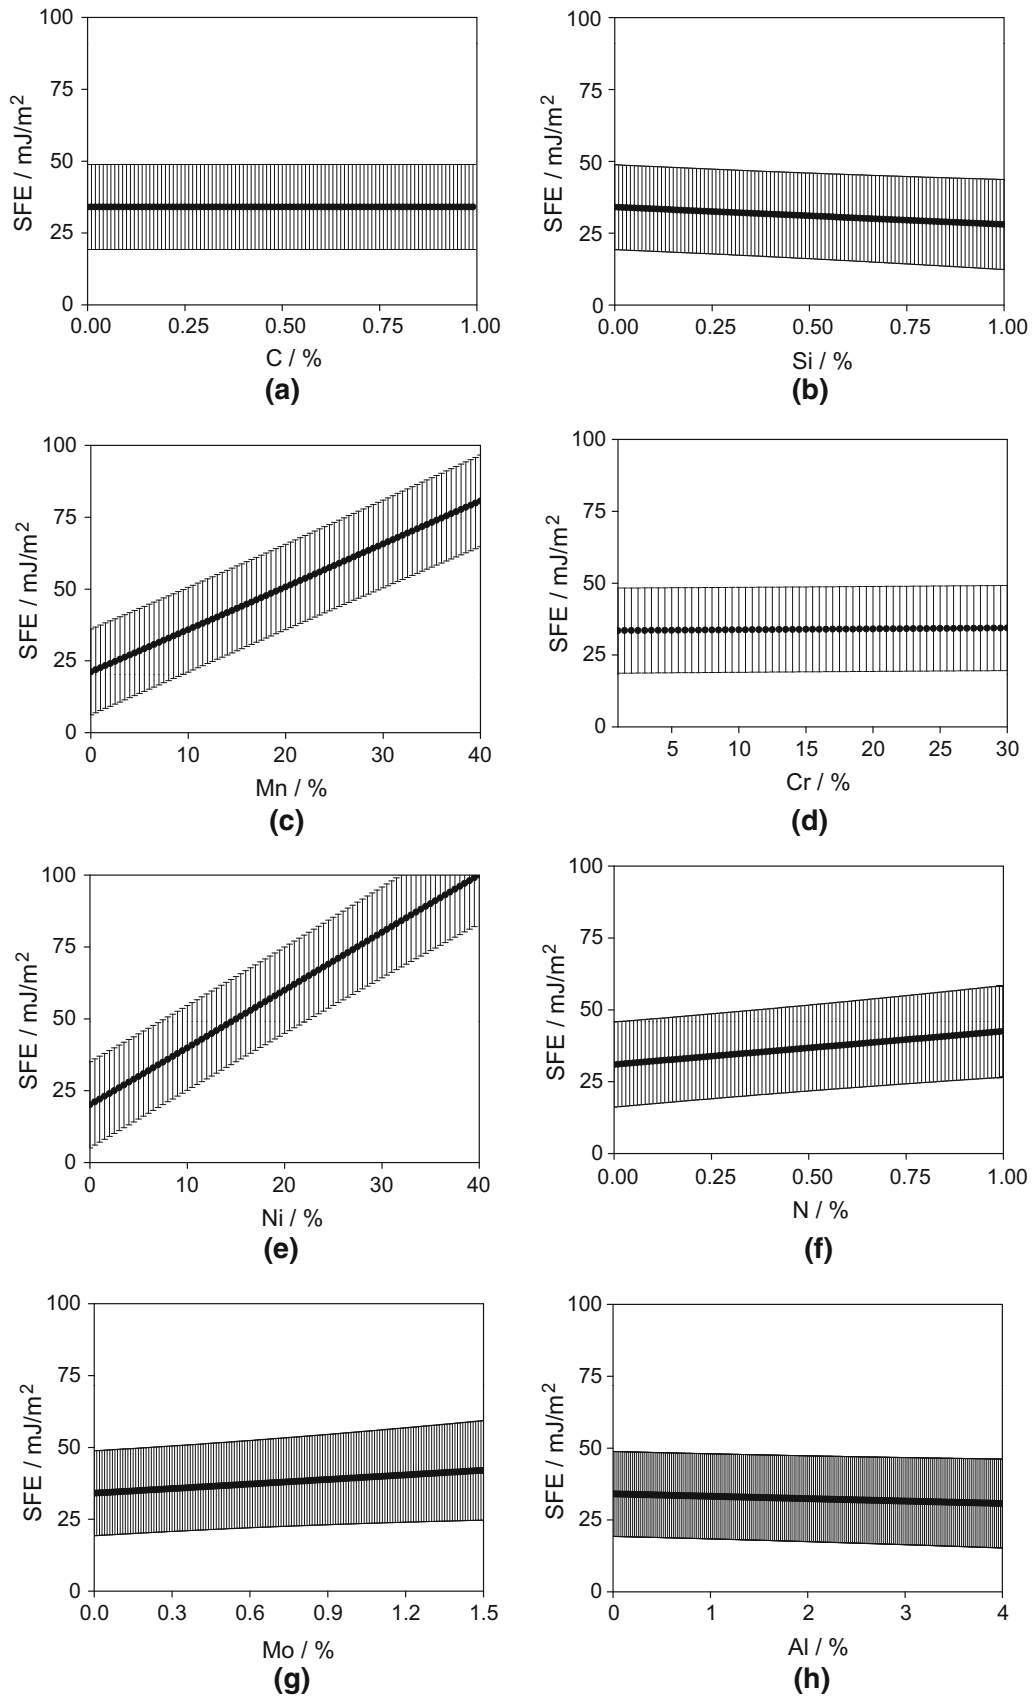 100
75
50
25
0
SFE / mJ/m²
0.00 0.25 0.50 0.75 1.00
C / %
(a)
100
75
50
25
0
SFE / mJ/m²
0.00 0.25 0.50 0.75 1.00
Si / %
(b)
100
75
50
25
0
SFE / mJ/m²
0 10 20 30 40
Mn / %
(c)
100
75
50
25
0
SFE / mJ/m²
5 10 15 20 25 30
Cr / %
(d)
100
75
50
25
0
SFE / mJ/m²
0 10 20 30 40
Ni / %
(e)
100
75
50
25
0
SFE / mJ/m²
0.00 0.25 0.50 0.75 1.00
N / %
(f)
100
75
50
25
0
SFE / mJ/m²
0.0 0.3 0.6 0.9 1.2 1.5
Mo / %
(g)
100
75
50
25
0
SFE / mJ/m²
0 1 2 3 4
Al / %
(h)